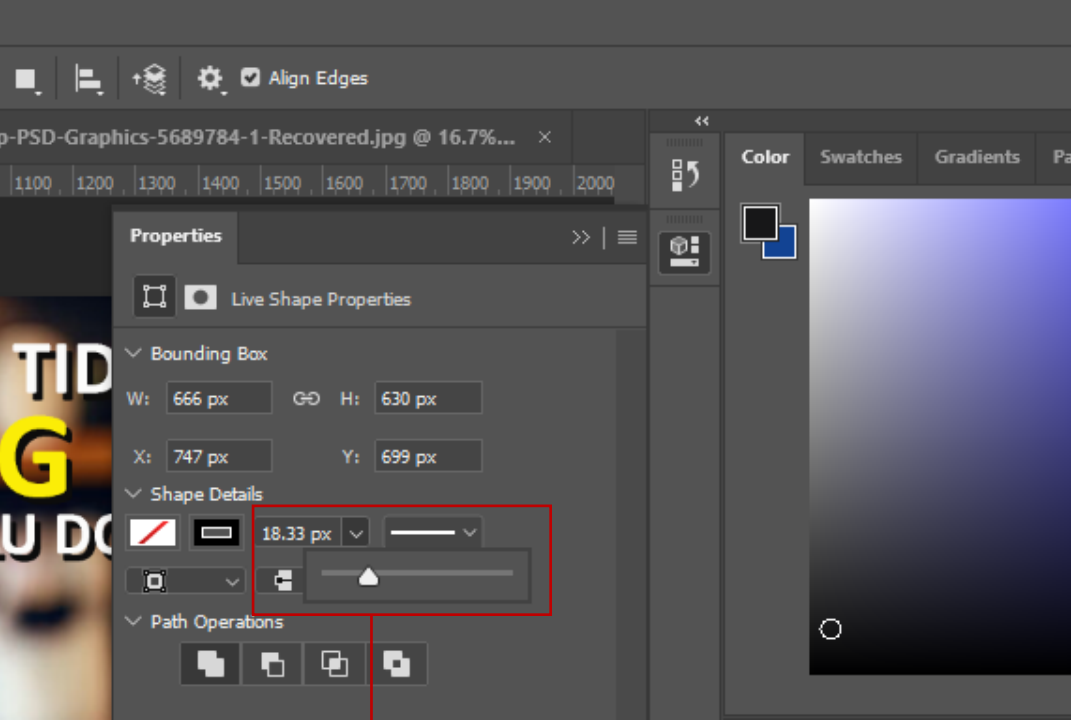 Align Edges
p-PSD-Graphics-5689784-1-Recovered.jpg @ 16.7%...
1100 1200 1300 1400 1500 1600 1700 1800 1900 2000
Color Swatches Gradients Pa
Properties
Live Shape Properties
Bounding Box
W: 666 px H: 630 px
X: 747 px Y: 699 px
Shape Details
18.33 px
Path Operations
TID
G
U DO